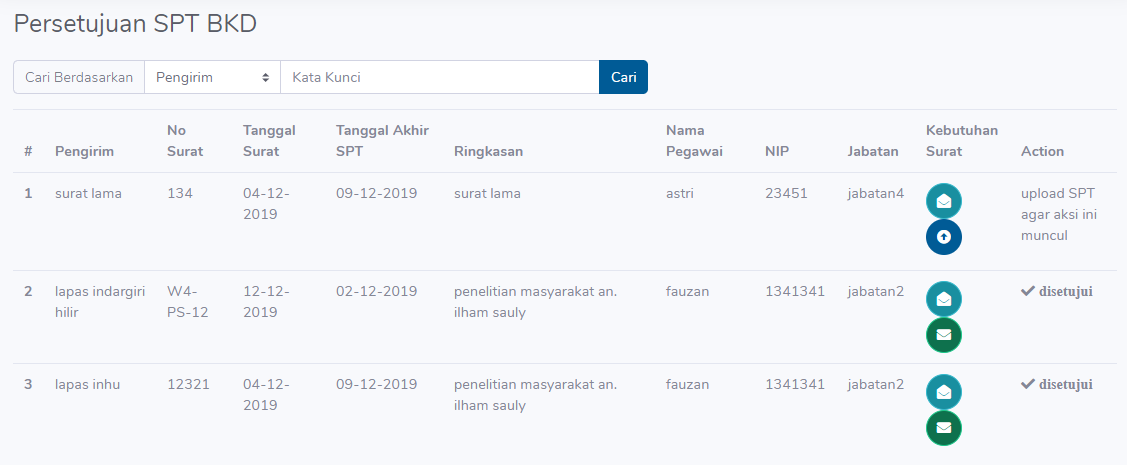 Persetujuan SPT BKD
Cari Berdasarkan Pengirim Kata Kunci Cari
# Pengirim No Surat Tanggal Surat Tanggal Akhir SPT Ringkasan Nama Pegawai NIP Jabatan Kebutuhan Surat Action
1 surat lama 134 04-12-2019 09-12-2019 surat lama astri 23451 jabatan4 upload SPT agar aksi ini muncul
2 lapas indargiri hilir W4-PS-12 12-12-2019 02-12-2019 penelitian masyarakat an. ilham sauly fauzan 1341341 jabatan2 disetujui
3 lapas inhu 12321 04-12-2019 09-12-2019 penelitian masyarakat an. ilham sauly fauzan 1341341 jabatan2 disetujui